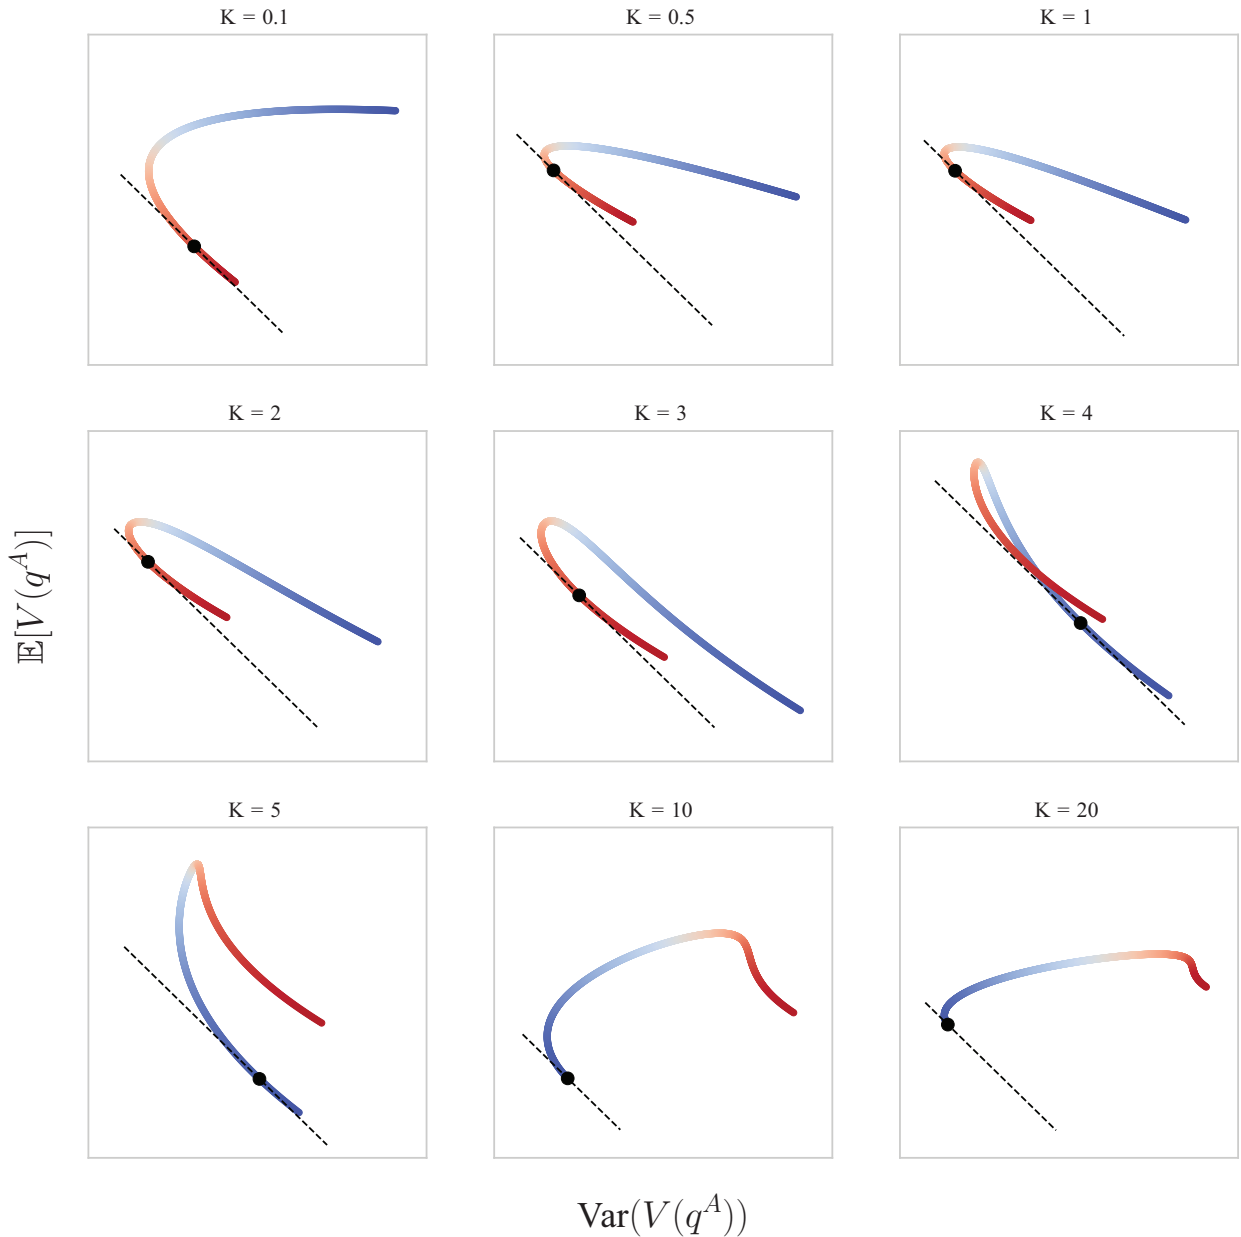 K = 0.1
K = 0.5
K = 1
K = 2
K = 3
K = 4
K = 5
K = 10
K = 20
𝔼[V(q^A)]
Var(V(q^A))